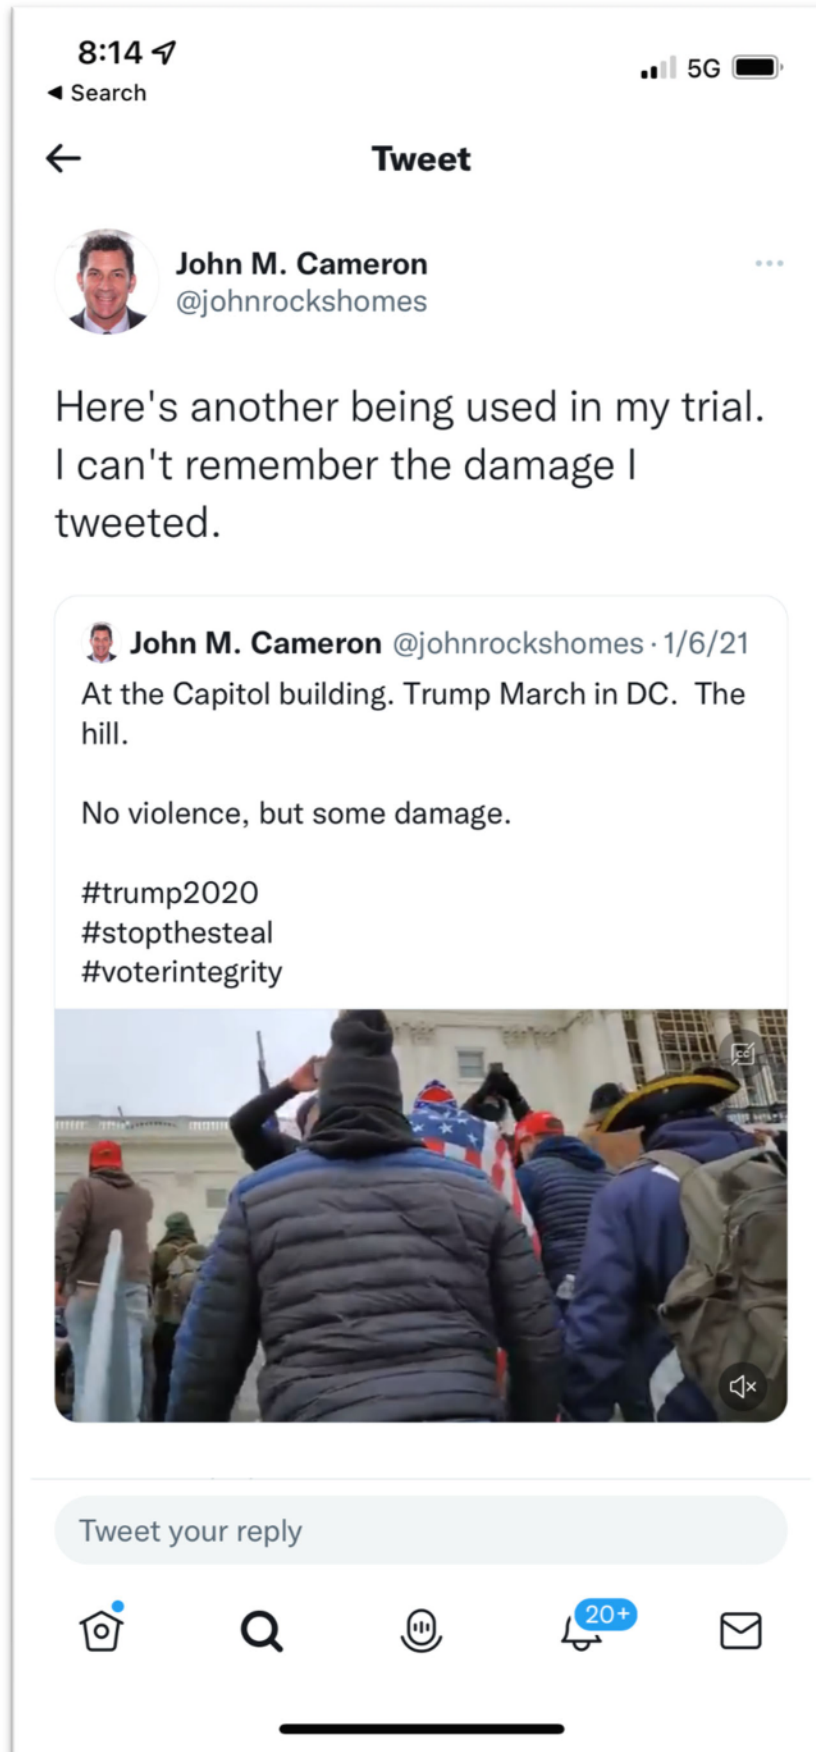 8:14
◀ Search
5G
Tweet
John M. Cameron
@johnrockshomes
Here's another being used in my trial.
I can't remember the damage I
tweeted.
John M. Cameron @johnrockshomes · 1/6/21
At the Capitol building. Trump March in DC.  The
hill.
No violence, but some damage.
#trump2020
#stopthesteal
#voterintegrity
CC
Tweet your reply
20+